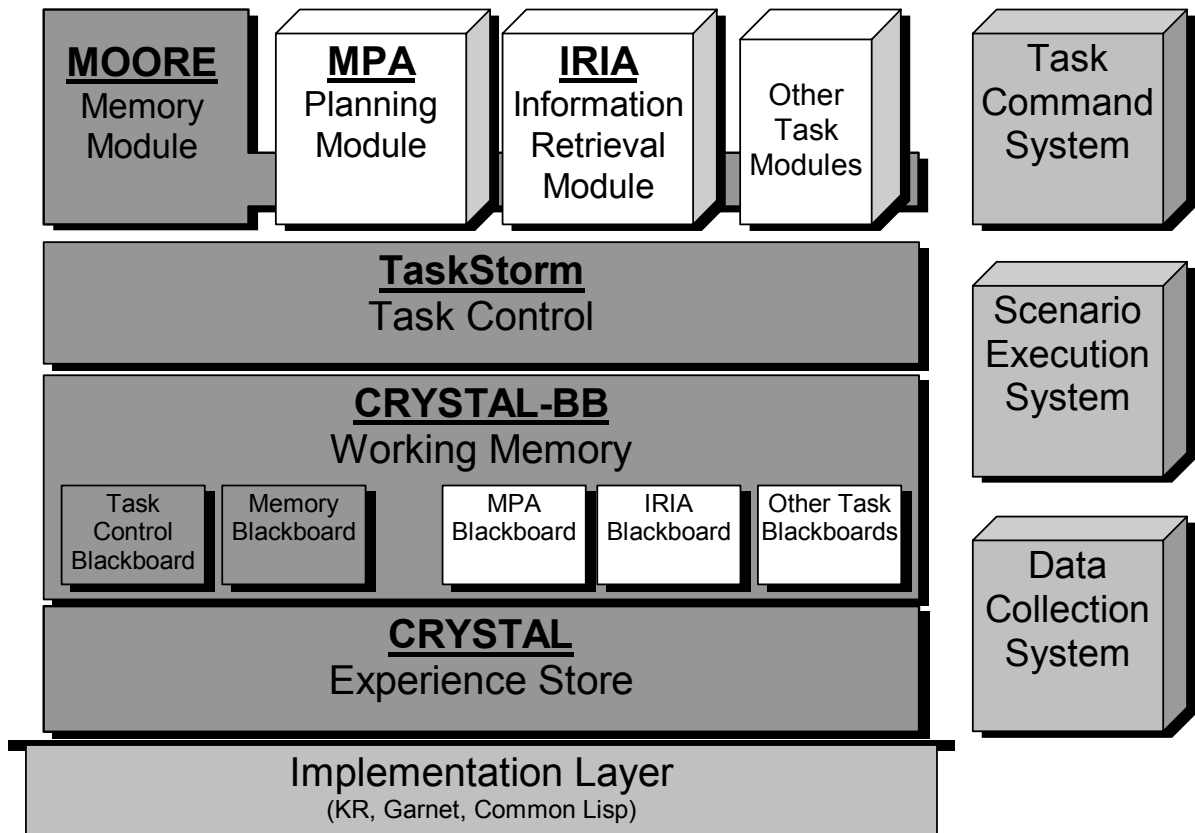 MOORE
Memory
Module
MPA
Planning
Module
IRIA
Information
Retrieval
Module
Other
Task
Modules
Task
Command
System
TaskStorm
Task Control
Scenario
Execution
System
CRYSTAL-BB
Working Memory
Task
Control
Blackboard
Memory
Blackboard
MPA
Blackboard
IRIA
Blackboard
Other Task
Blackboards
Data
Collection
System
CRYSTAL
Experience Store
Implementation Layer
(KR, Garnet, Common Lisp)